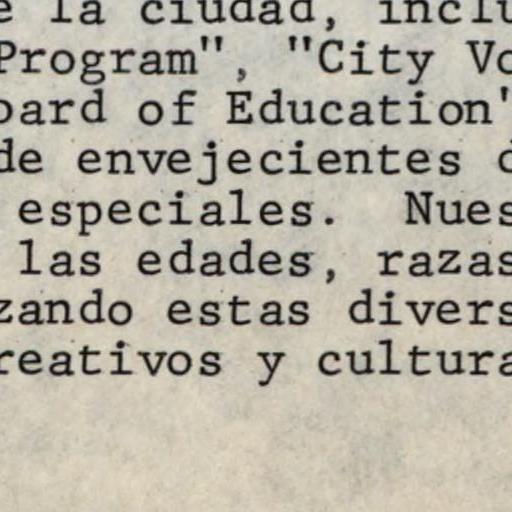 e la ciudad, inclu
Program", "City Vo
oard of Education"
de envejecientes d
especiales.  Nues
las edades, razas
zando estas divers
reativos y cultura